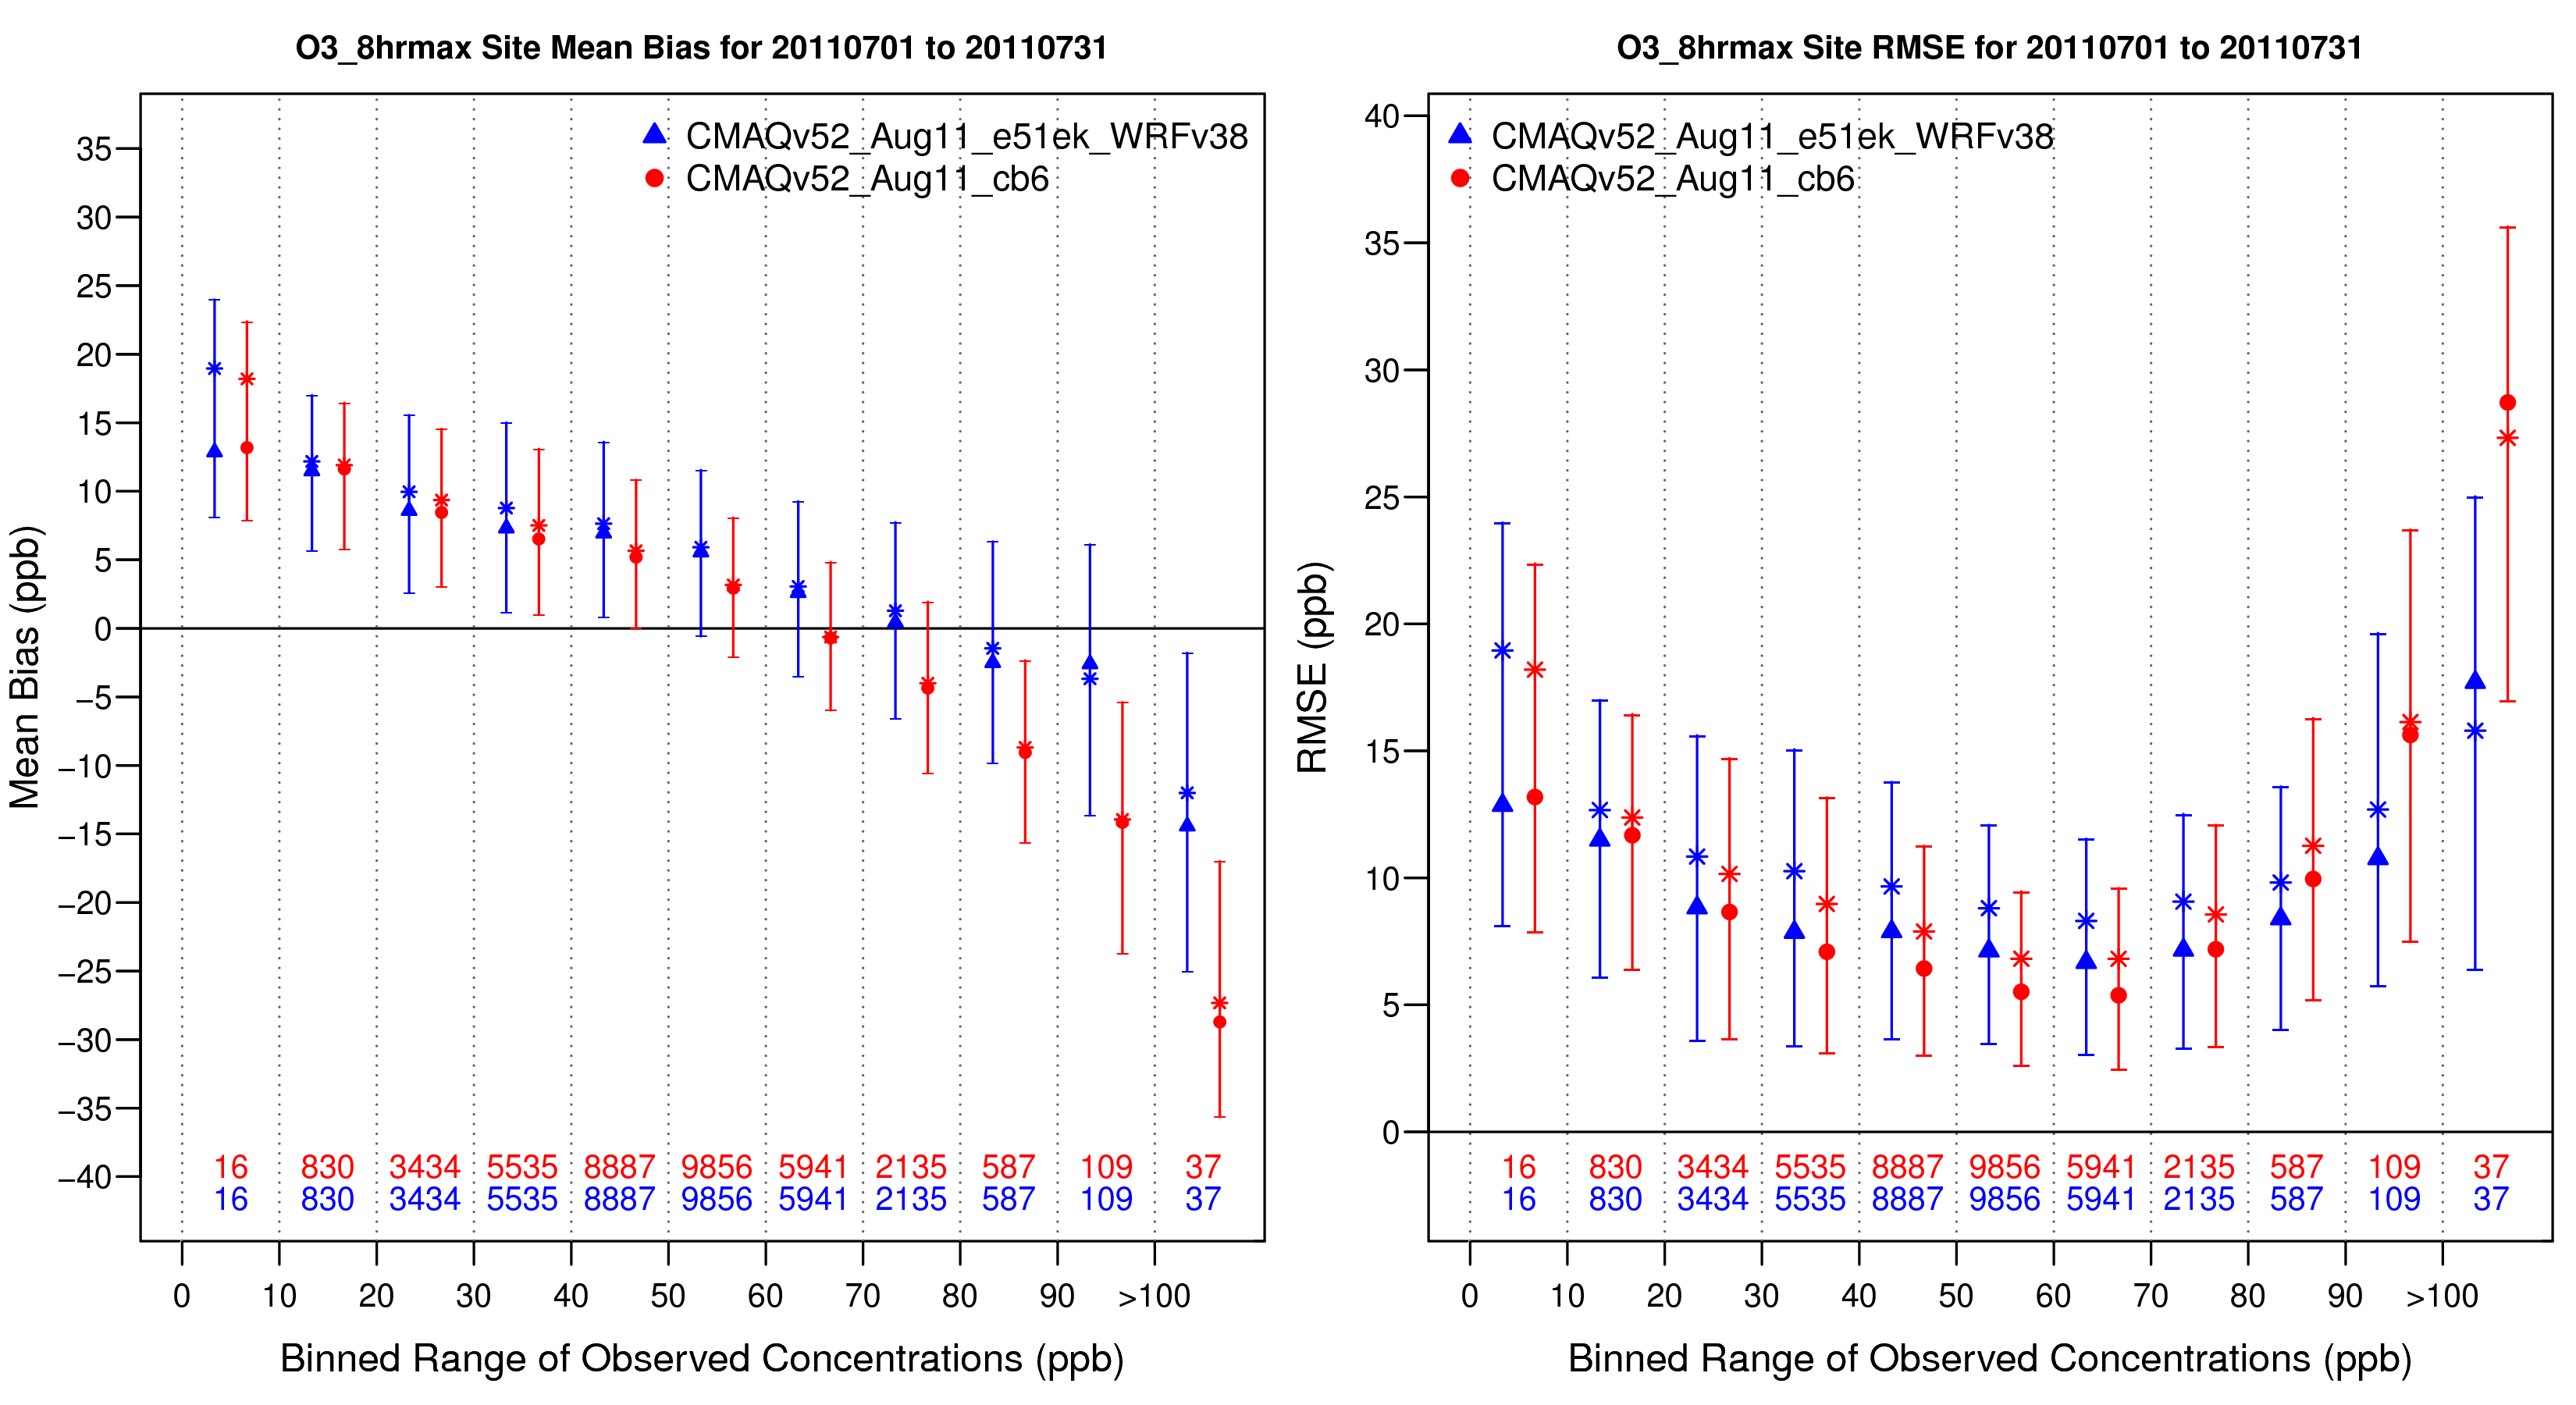 O3_8hrmax Site Mean Bias for 20110701 to 20110731
CMAQv52_Aug11_e51ek_WRFv38
CMAQv52_Aug11_cb6
Mean Bias (ppb)
35
30
25
20
15
10
5
0
−5
−10
−15
−20
−25
−30
−35
−40
16 830 3434 5535 8887 9856 5941 2135 587 109 37
16 830 3434 5535 8887 9856 5941 2135 587 109 37
0 10 20 30 40 50 60 70 80 90 >100
Binned Range of Observed Concentrations (ppb)
O3_8hrmax Site RMSE for 20110701 to 20110731
CMAQv52_Aug11_e51ek_WRFv38
CMAQv52_Aug11_cb6
RMSE (ppb)
40
35
30
25
20
15
10
5
0
16 830 3434 5535 8887 9856 5941 2135 587 109 37
16 830 3434 5535 8887 9856 5941 2135 587 109 37
0 10 20 30 40 50 60 70 80 90 >100
Binned Range of Observed Concentrations (ppb)